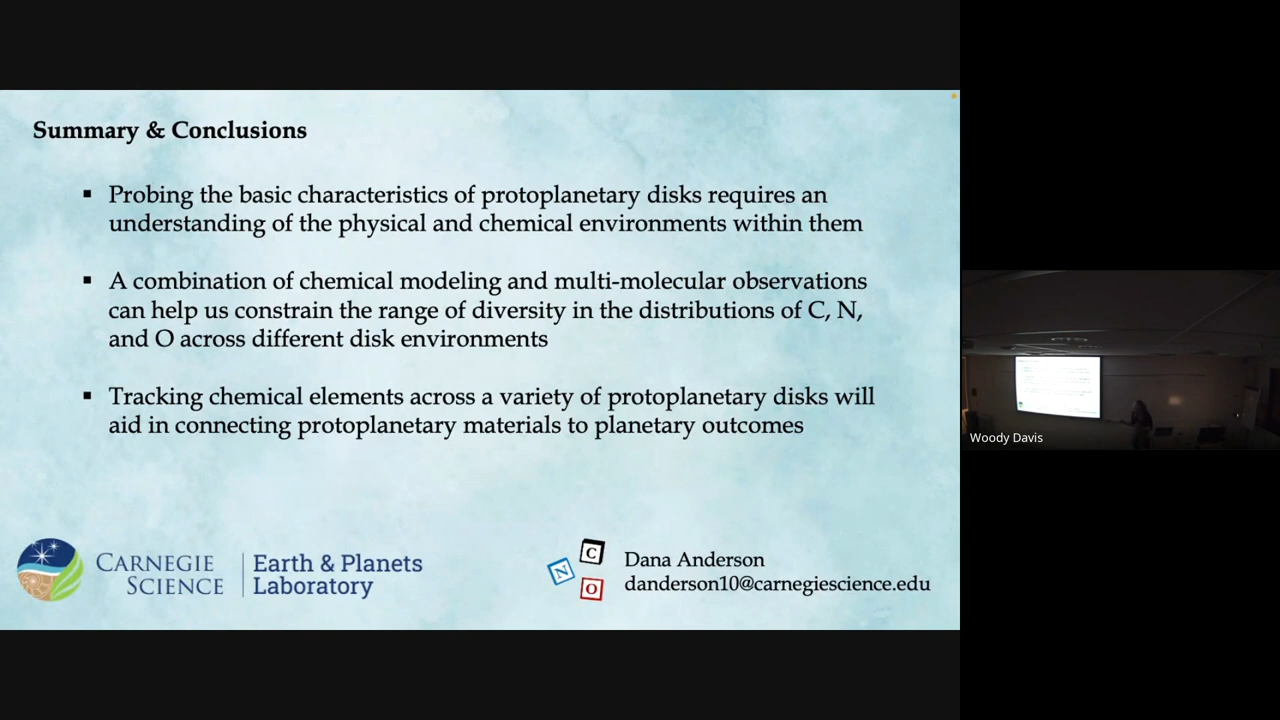 Summary & Conclusions
▪ Probing the basic characteristics of protoplanetary disks requires an
understanding of the physical and chemical environments within them
▪ A combination of chemical modeling and multi-molecular observations
can help us constrain the range of diversity in the distributions of C, N,
and O across different disk environments
▪ Tracking chemical elements across a variety of protoplanetary disks will
aid in connecting protoplanetary materials to planetary outcomes
CARNEGIE
SCIENCE
Earth & Planets
Laboratory
C
N
O
Dana Anderson
danderson10@carnegiescience.edu
Woody Davis